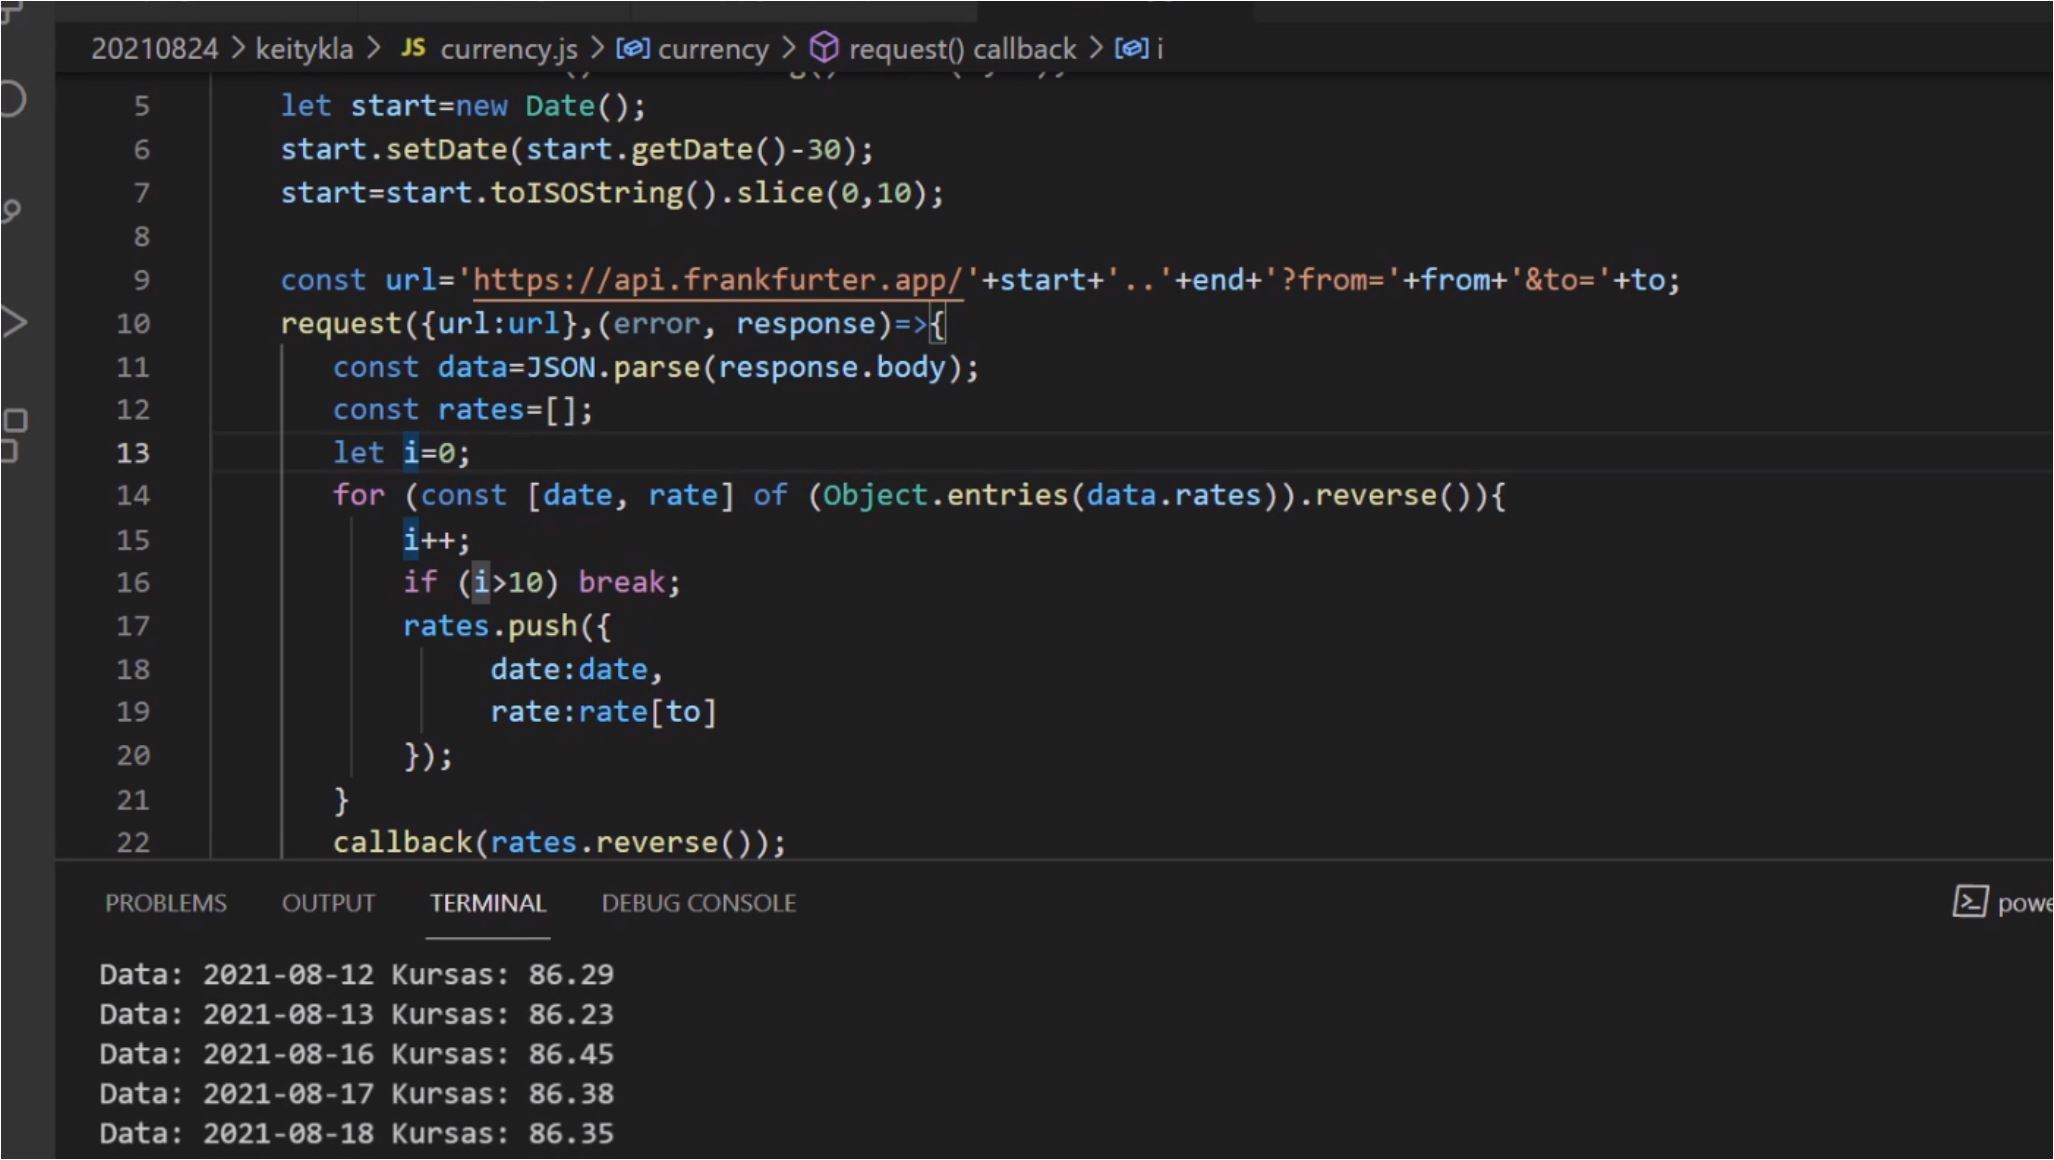 20210824 > keitykla > JS currency.js > currency > request() callback > i
5 let start=new Date();
6 start.setDate(start.getDate()-30);
7 start=start.toISOString().slice(0,10);
8
9 const url='https://api.frankfurter.app/'+start+'..'+end+'?from='+from+'&to='+to;
10 request({url:url},(error, response)=>{
11 const data=JSON.parse(response.body);
12 const rates=[];
13 let i=0;
14 for (const [date, rate] of (Object.entries(data.rates)).reverse()){
15 i++;
16 if (i>10) break;
17 rates.push({
18 date:date,
19 rate:rate[to]
20 });
21 }
22 callback(rates.reverse());
PROBLEMS OUTPUT TERMINAL DEBUG CONSOLE powe
Data: 2021-08-12 Kursas: 86.29
Data: 2021-08-13 Kursas: 86.23
Data: 2021-08-16 Kursas: 86.45
Data: 2021-08-17 Kursas: 86.38
Data: 2021-08-18 Kursas: 86.35